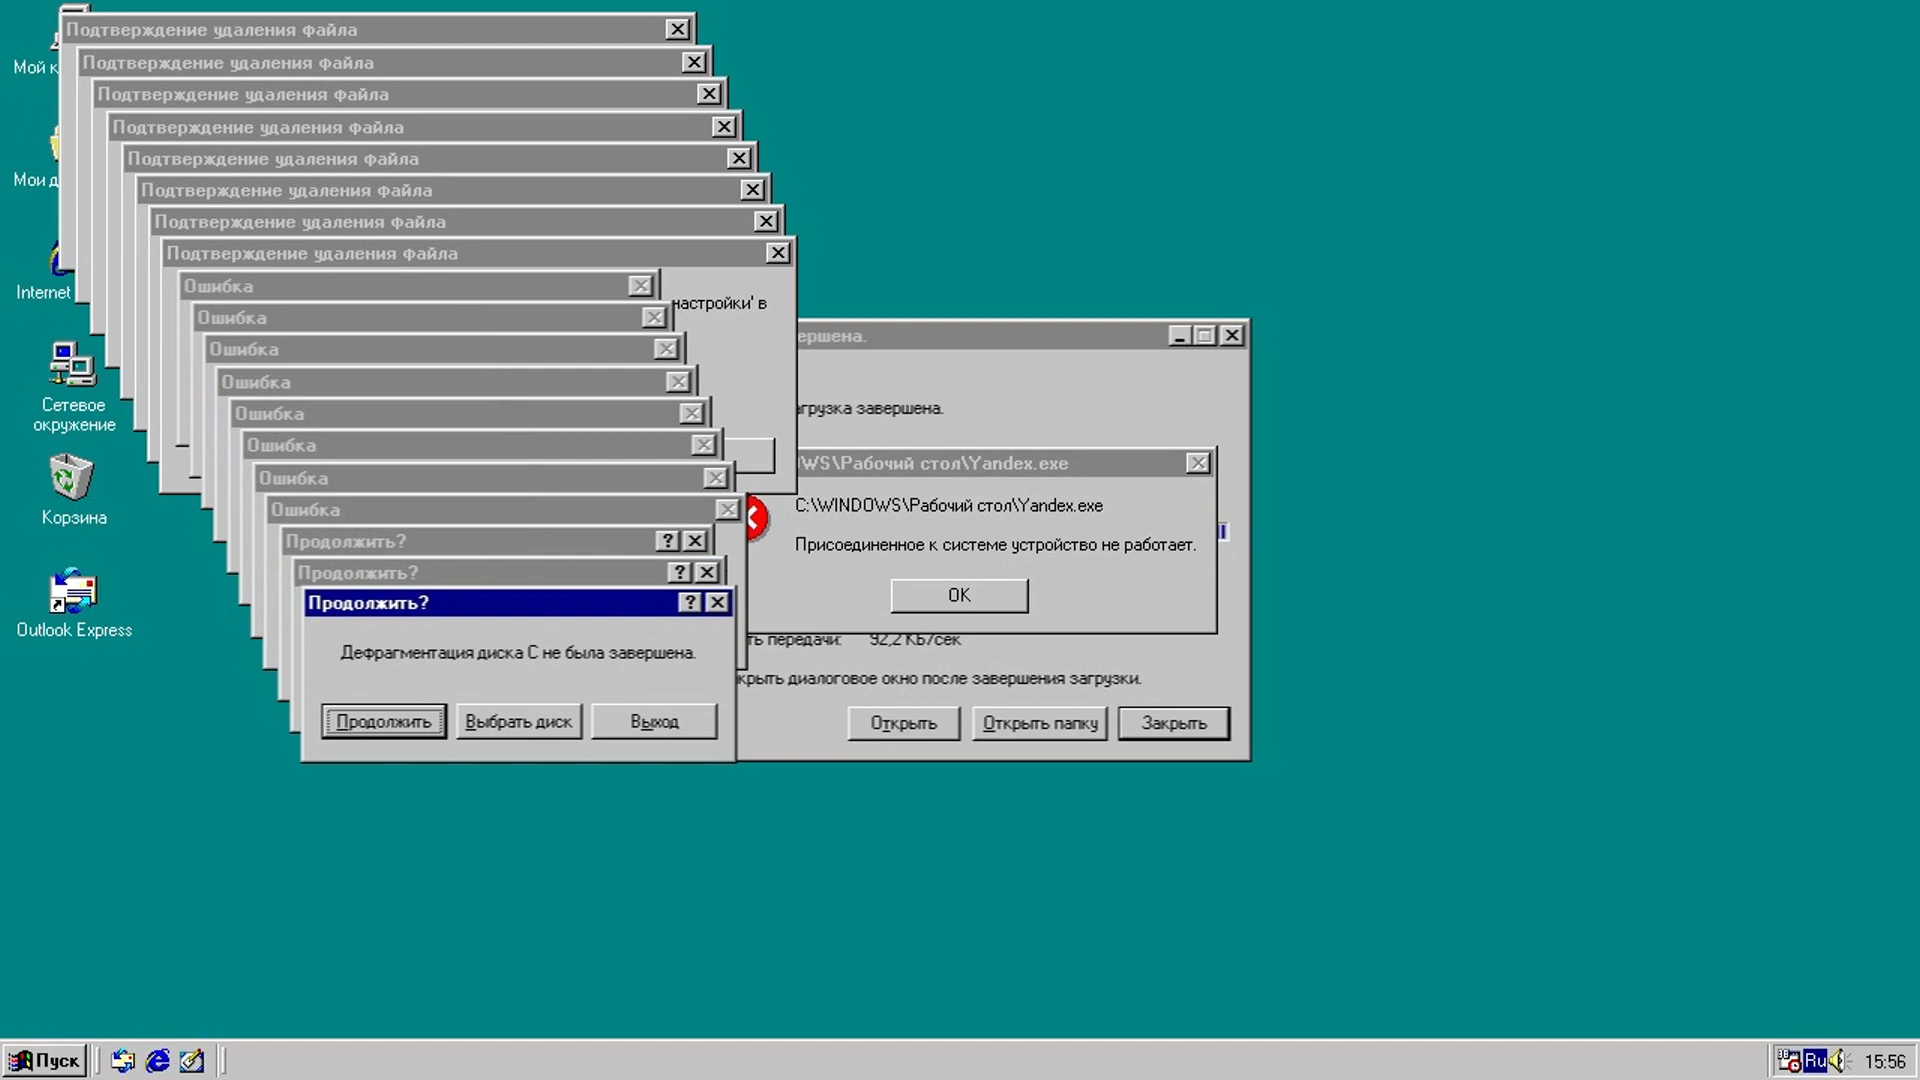 Подтверждение удаления файла
Подтверждение удаления файла
Подтверждение удаления файла
Подтверждение удаления файла
Подтверждение удаления файла
Подтверждение удаления файла
Подтверждение удаления файла
Подтверждение удаления файла
настройки' в
Ошибка
Ошибка
Ошибка
Ошибка
Ошибка
Ошибка
Ошибка
Ошибка
Продолжить?
Продолжить?
Продолжить?
Дефрагментация диска C не была завершена.
Продолжить
Выбрать диск
Выход
ершена.
агрузка завершена.
WS\Рабочий стол\Yandex.exe
C:\WINDOWS\Рабочий стол\Yandex.exe
Присоединенное к системе устройство не работает.
OK
ть передачи: 92,2 КБ/сек
крыть диалоговое окно после завершения загрузки.
Открыть
Открыть папку
Закрыть
Мой к
Мои д
Internet
Сетевое
окружение
Корзина
Outlook Express
Пуск
Ru
15:56